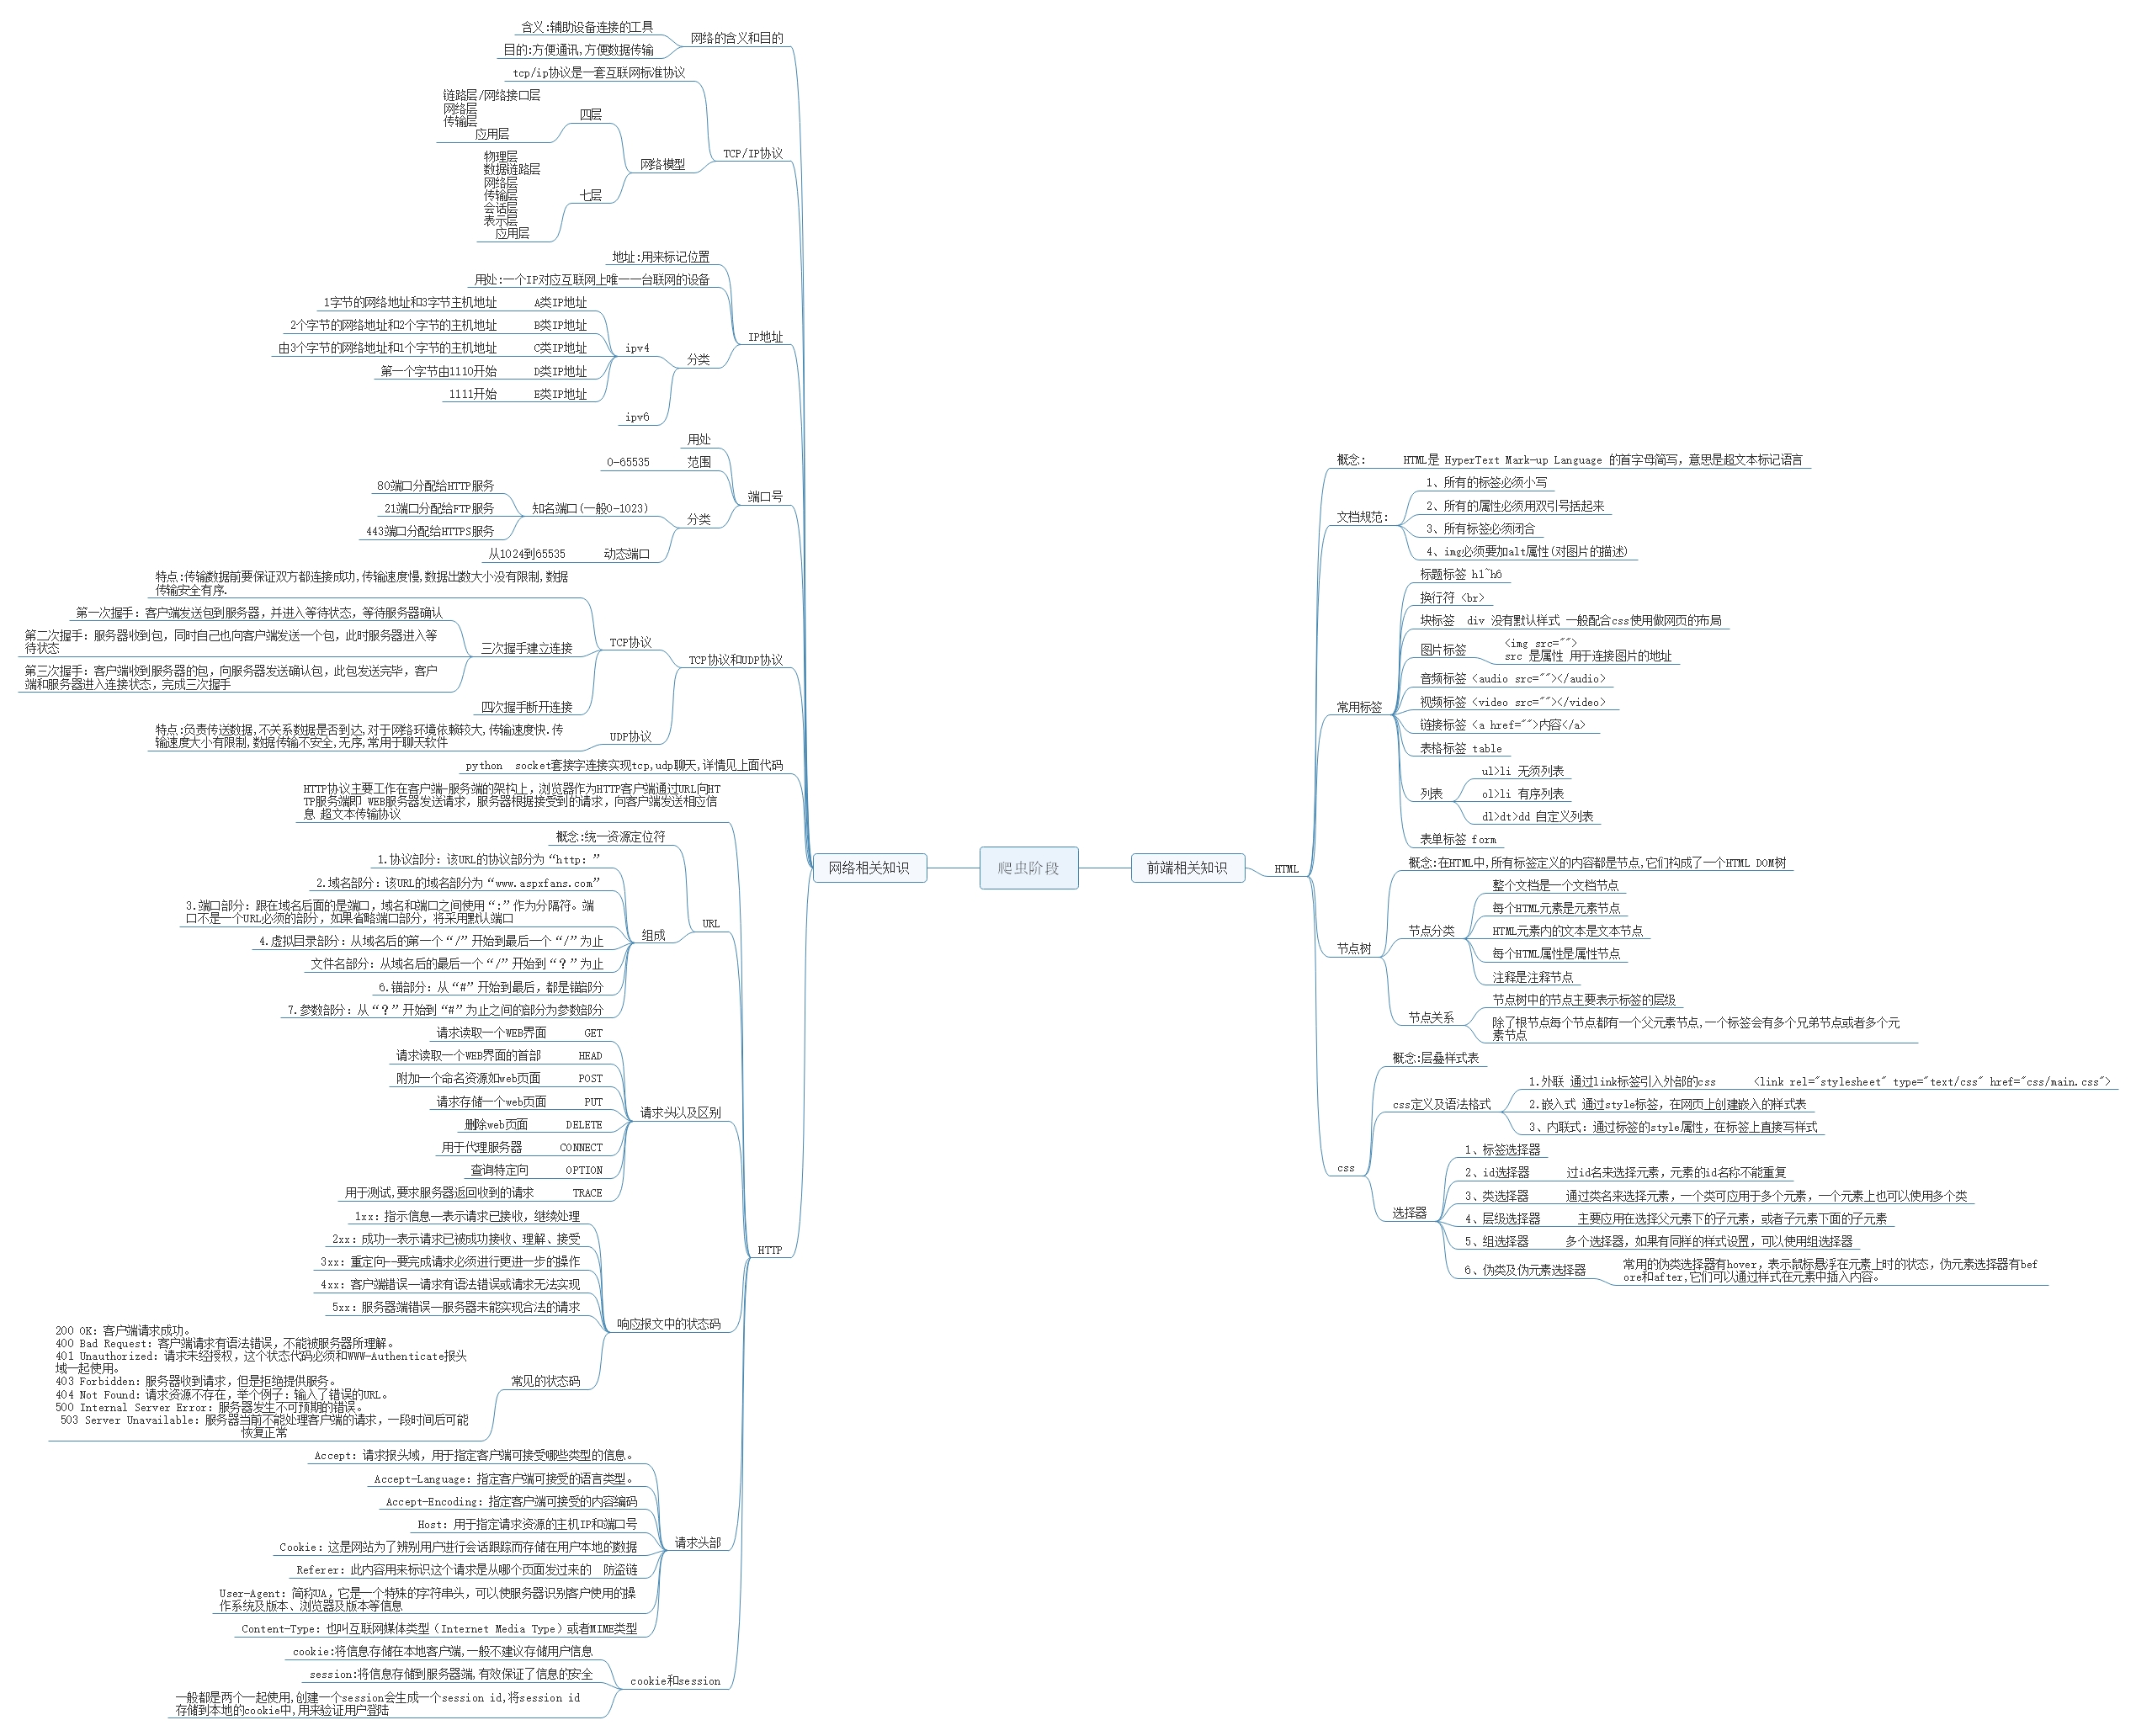 爬虫阶段
网络相关知识
网络的含义和目的
含义:辅助设备连接的工具
目的:方便通讯,方便数据传输
TCP/IP协议
tcp/ip协议是一套互联网标准协议
网络模型
四层
链路层/网络接口层
网络层
传输层
应用层
七层
物理层
数据链路层
网络层
传输层
会话层
表示层
应用层
IP地址
地址:用来标记位置
用处:一个IP对应互联网上唯一一台联网的设备
分类
ipv4
A类IP地址
1字节的网络地址和3字节主机地址
B类IP地址
2个字节的网络地址和2个字节的主机地址
C类IP地址
由3个字节的网络地址和1个字节的主机地址
D类IP地址
第一个字节由1110开始
E类IP地址
1111开始
ipv6
端口号
用处
范围
0-65535
分类
知名端口(一般0-1023)
80端口分配给HTTP服务
21端口分配给FTP服务
443端口分配给HTTPS服务
动态端口
从1024到65535
TCP协议和UDP协议
TCP协议
特点:传输数据前要保证双方都连接成功,传输速度慢,数据出数大小没有限制,数据
传输安全有序.
三次握手建立连接
第一次握手: 客户端发送包到服务器, 并进入等待状态, 等待服务器确认
第二次握手: 服务器收到包, 同时自己也向客户端发送一个包, 此时服务器进入等
待状态
第三次握手: 客户端收到服务器的包, 向服务器发送确认包, 此包发送完毕, 客户
端和服务器进入连接状态, 完成三次握手
四次握手断开连接
UDP协议
特点:负责传送数据,不关系数据是否到达,对于网络环境依赖较大,传输速度快.传
输速度大小有限制,数据传输不安全,无序,常用于聊天软件
python socket套接字连接实现tcp,udp聊天,详情见上面代码
HTTP
HTTP协议主要工作在客户端-服务端的架构上, 浏览器作为HTTP客户端通过URL向HT
TP服务端即 WEB服务器发送请求, 服务器根据接受到的请求, 向客户端发送相应信
息 超文本传输协议
URL
概念:统一资源定位符
组成
1.协议部分: 该URL的协议部分为“http: ”
2.域名部分: 该URL的域名部分为“www.aspxfans.com”
3.端口部分: 跟在域名后面的是端口, 域名和端口之间使用“:”作为分隔符。端
口不是一个URL必须的部分, 如果省略端口部分, 将采用默认端口
4.虚拟目录部分: 从域名后的第一个“/”开始到最后一个“/”为止
文件名部分: 从域名后的最后一个“/”开始到“?”为止
6.锚部分: 从“#”开始到最后, 都是锚部分
7.参数部分: 从“?”开始到“#”为止之间的部分为参数部分
请求头以及区别
GET
请求读取一个WEB界面
HEAD
请求读取一个WEB界面的首部
POST
附加一个命名资源如web页面
PUT
请求存储一个web页面
DELETE
删除web页面
CONNECT
用于代理服务器
OPTION
查询特定向
TRACE
用于测试,要求服务器返回收到的请求
响应报文中的状态码
1xx: 指示信息—表示请求已接收, 继续处理
2xx: 成功--表示请求已被成功接收、理解、接受
3xx: 重定向--要完成请求必须进行更进一步的操作
4xx: 客户端错误—请求有语法错误或请求无法实现
5xx: 服务器端错误—服务器未能实现合法的请求
常见的状态码
200 OK: 客户端请求成功。
400 Bad Request: 客户端请求有语法错误, 不能被服务器所理解。
401 Unauthorized: 请求未经授权, 这个状态代码必须和WWW-Authenticate报头
域一起使用。
403 Forbidden: 服务器收到请求, 但是拒绝提供服务。
404 Not Found: 请求资源不存在, 举个例子: 输入了错误的URL。
500 Internal Server Error: 服务器发生不可预期的错误。
503 Server Unavailable: 服务器当前不能处理客户端的请求, 一段时间后可能
恢复正常
请求头部
Accept: 请求报头域, 用于指定客户端可接受哪些类型的信息。
Accept-Language: 指定客户端可接受的语言类型。
Accept-Encoding: 指定客户端可接受的内容编码
Host: 用于指定请求资源的主机IP和端口号
Cookie: 这是网站为了辨别用户进行会话跟踪而存储在用户本地的数据
Referer: 此内容用来标识这个请求是从哪个页面发过来的 防盗链
User-Agent: 简称UA, 它是一个特殊的字符串头, 可以使服务器识别客户使用的操
作系统及版本、浏览器及版本等信息
Content-Type: 也叫互联网媒体类型（Internet Media Type）或者MIME类型
cookie和session
cookie:将信息存储在本地客户端,一般不建议存储用户信息
session:将信息存储到服务器端,有效保证了信息的安全
一般都是两个一起使用,创建一个session会生成一个session id,将session id
存储到本地的cookie中,用来验证用户登陆
前端相关知识
HTML
概念:
HTML是 HyperText Mark-up Language 的首字母简写, 意思是超文本标记语言
文档规范:
1、所有的标签必须小写
2、所有的属性必须用双引号括起来
3、所有标签必须闭合
4、img必须要加alt属性(对图片的描述)
常用标签
标题标签 h1~h6
换行符 <br>
块标签 div 没有默认样式 一般配合css使用做网页的布局
图片标签
<img src="">
src 是属性 用于连接图片的地址
音频标签 <audio src=""></audio>
视频标签 <video src=""></video>
链接标签 <a href="">内容</a>
表格标签 table
列表
ul>li 无须列表
ol>li 有序列表
dl>dt>dd 自定义列表
表单标签 form
节点树
概念:在HTML中,所有标签定义的内容都是节点,它们构成了一个HTML DOM树
节点分类
整个文档是一个文档节点
每个HTML元素是元素节点
HTML元素内的文本是文本节点
每个HTML属性是属性节点
注释是注释节点
节点关系
节点树中的节点主要表示标签的层级
除了根节点每个节点都有一个父元素节点,一个标签会有多个兄弟节点或者多个元
素节点
css
概念:层叠样式表
css定义及语法格式
1.外联 通过link标签引入外部的css
<link rel="stylesheet" type="text/css" href="css/main.css">
2.嵌入式 通过style标签, 在网页上创建嵌入的样式表
3、内联式: 通过标签的style属性, 在标签上直接写样式
选择器
1、标签选择器
2、id选择器
过id名来选择元素, 元素的id名称不能重复
3、类选择器
通过类名来选择元素, 一个类可应用于多个元素, 一个元素上也可以使用多个类
4、层级选择器
主要应用在选择父元素下的子元素, 或者子元素下面的子元素
5、组选择器
多个选择器, 如果有同样的样式设置, 可以使用组选择器
6、伪类及伪元素选择器
常用的伪类选择器有hover, 表示鼠标悬浮在元素上时的状态, 伪元素选择器有bef
ore和after,它们可以通过样式在元素中插入内容。